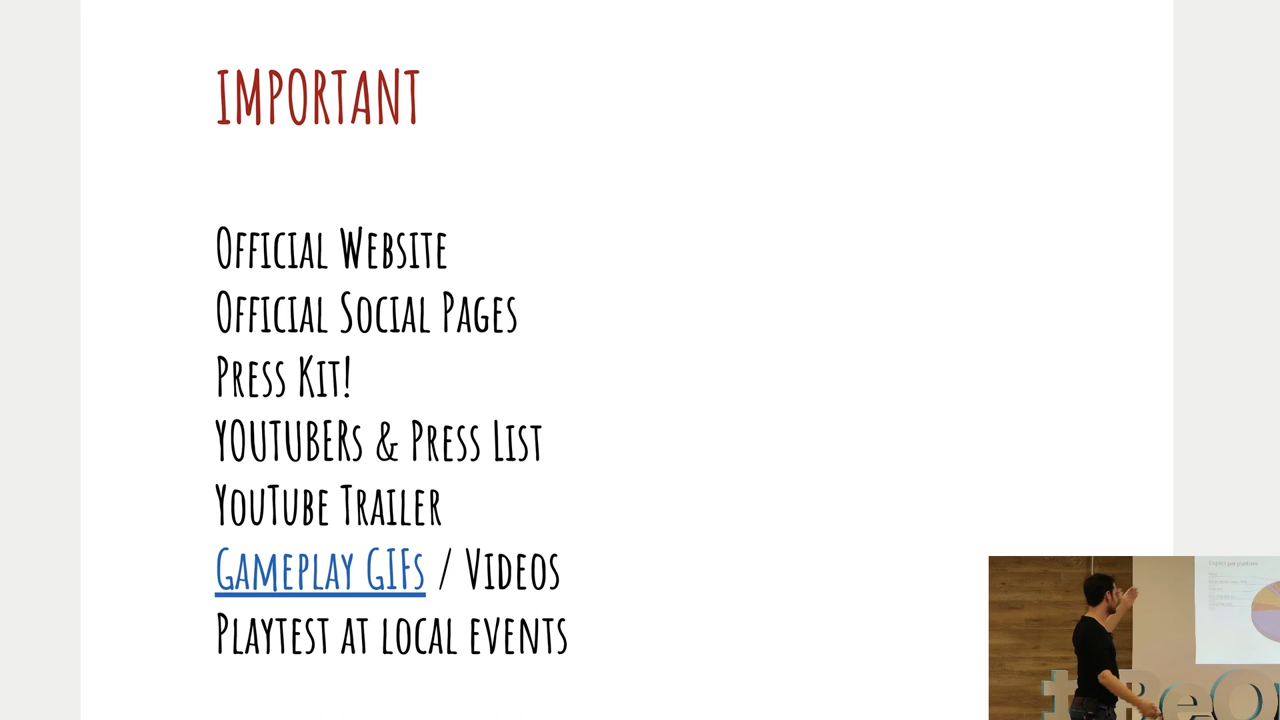 IMPORTANT
Official Website
Official Social Pages
Press Kit!
YOUTUBERs & Press List
YouTube Trailer
Gameplay GIFs / Videos
Playtest at local events
t BeO